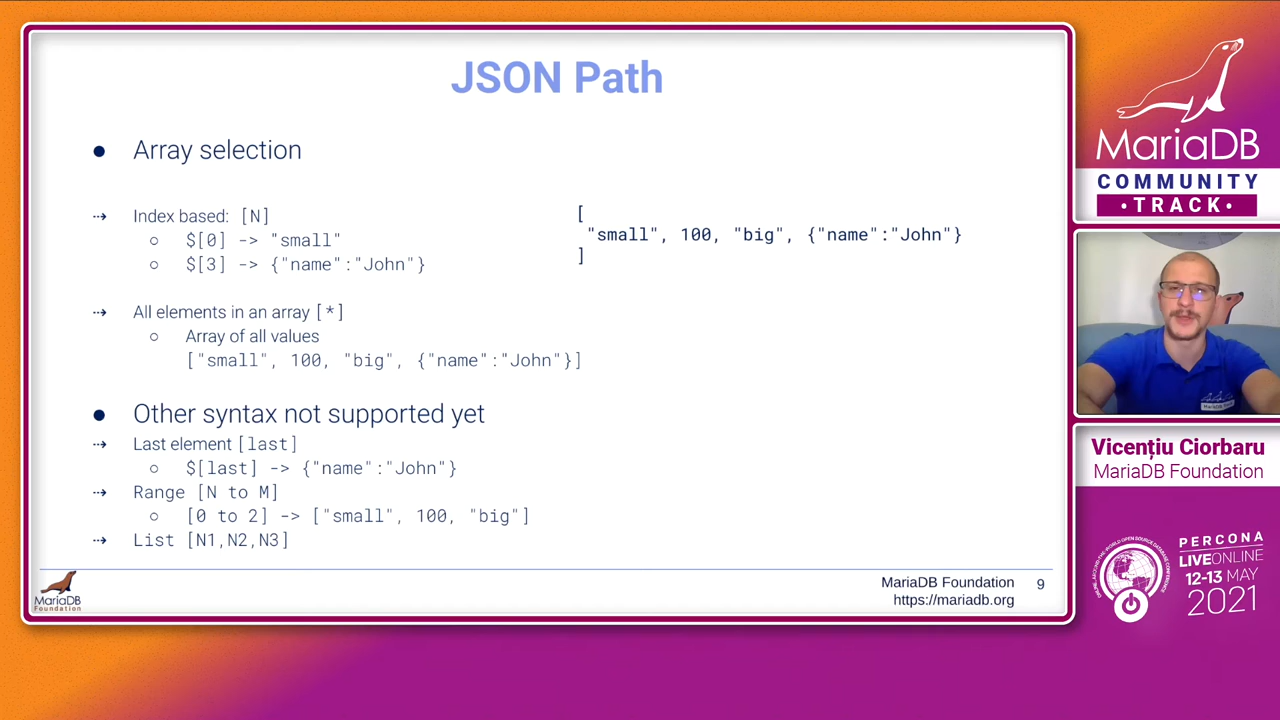 JSON Path
● Array selection
⇢ Index based: [N]
○ $[0] -> "small"
○ $[3] -> {"name":"John"}
[
"small", 100, "big", {"name":"John"}
]
⇢ All elements in an array [*]
○ Array of all values
["small", 100, "big", {"name":"John"}]
● Other syntax not supported yet
⇢ Last element [last]
○ $[last] -> {"name":"John"}
⇢ Range [N to M]
○ [0 to 2] -> ["small", 100, "big"]
⇢ List [N1,N2,N3]
MariaDB
Foundation
MariaDB Foundation
https://mariadb.org
9
MariaDB
COMMUNITY
•TRACK•
Vicențiu Ciorbaru
MariaDB Foundation
PERCONA
LIVEONLINE
12-13 MAY
2021